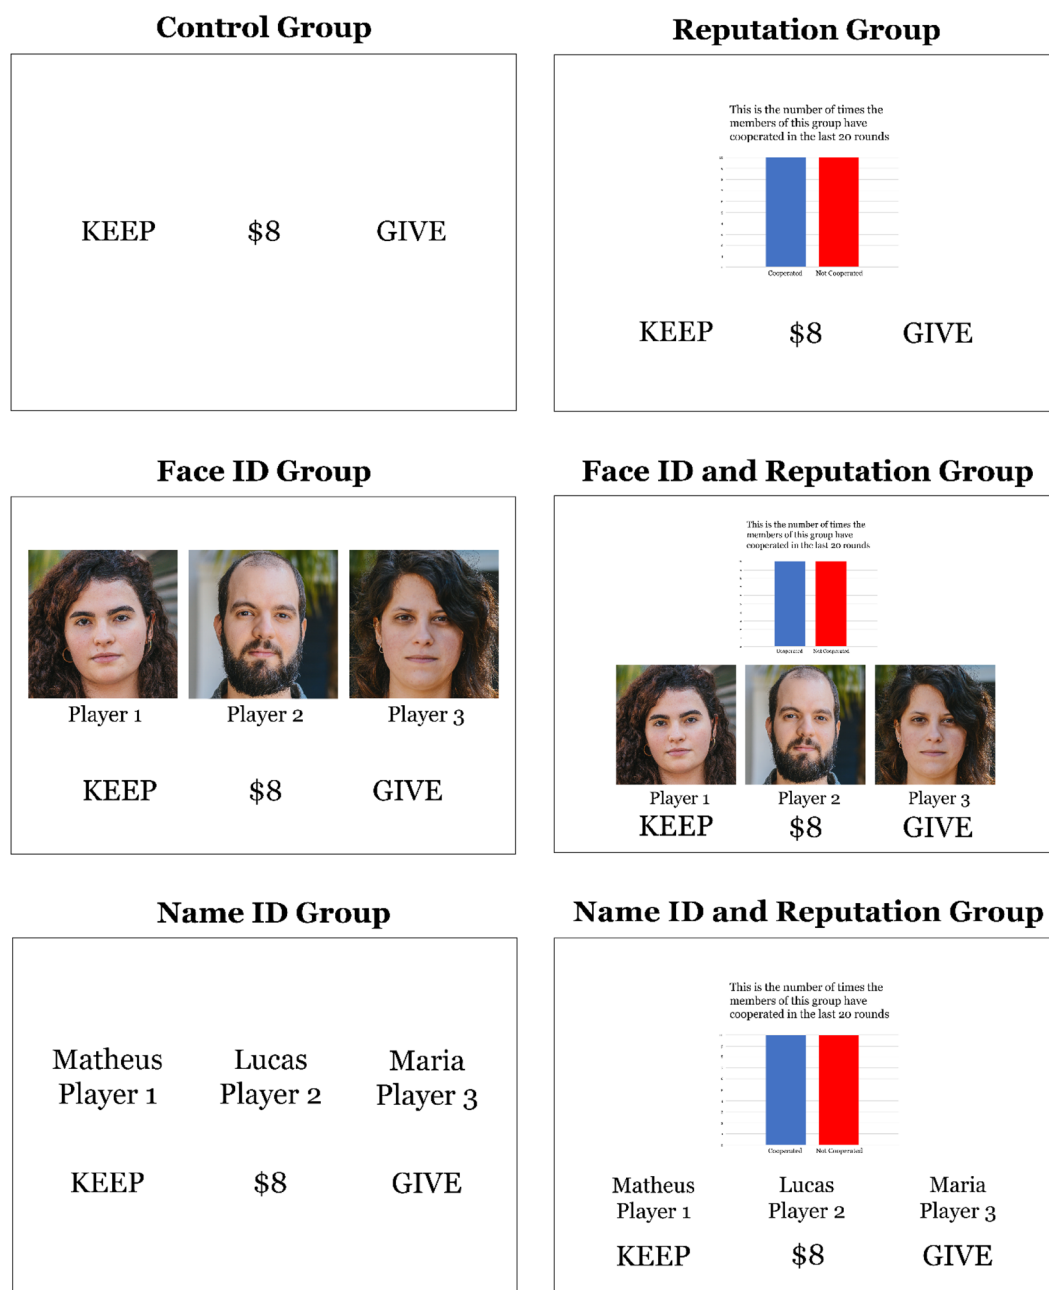 Control Group
KEEP $8 GIVE
Reputation Group
This is the number of times the
members of this group have
cooperated in the last 20 rounds
Cooperated Not Cooperated
KEEP $8 GIVE
Face ID Group
Player 1 Player 2 Player 3
KEEP $8 GIVE
Face ID and Reputation Group
This is the number of times the
members of this group have
cooperated in the last 20 rounds
Cooperated Not Cooperated
Player 1 Player 2 Player 3
KEEP $8 GIVE
Name ID Group
Matheus Lucas Maria
Player 1 Player 2 Player 3
KEEP $8 GIVE
Name ID and Reputation Group
This is the number of times the
members of this group have
cooperated in the last 20 rounds
Cooperated Not Cooperated
Matheus Lucas Maria
Player 1 Player 2 Player 3
KEEP $8 GIVE